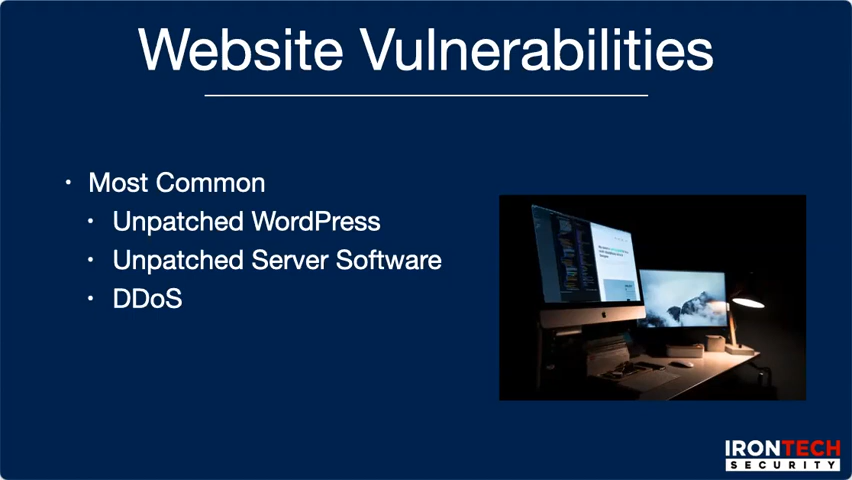 Website Vulnerabilities
• Most Common
• Unpatched WordPress
• Unpatched Server Software
• DDoS
IRONTECH
SECURITY